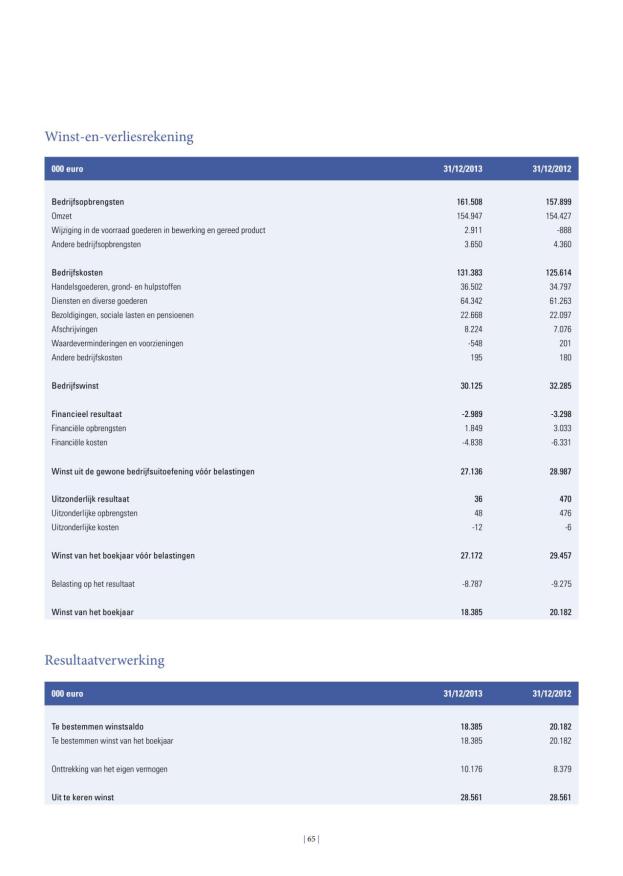 Winst-en-verliesrekening
000 euro 31/12/2013 31/12/2012
Bedrijfsopbrengsten 161.508 157.899
Omzet 154.947 154.427
Wijziging in de voorraad goederen in bewerking en gereed product 2.911 -888
Andere bedrijfsopbrengsten 3.650 4.360
Bedrijfskosten 131.383 125.614
Handelsgoederen, grond- en hulpstoffen 36.502 34.797
Diensten en diverse goederen 64.342 61.263
Bezoldigingen, sociale lasten en pensioenen 22.668 22.097
Afschrijvingen 8.224 7.076
Waardeverminderingen en voorzieningen -548 201
Andere bedrijfskosten 195 180
Bedrijfswinst 30.125 32.285
Financieel resultaat -2.989 -3.298
Financiële opbrengsten 1.849 3.033
Financiële kosten -4.838 -6.331
Winst uit de gewone bedrijfsuitoefening vóór belastingen 27.136 28.987
Uitzonderlijk resultaat 36 470
Uitzonderlijke opbrengsten 48 476
Uitzonderlijke kosten -12 -6
Winst van het boekjaar vóór belastingen 27.172 29.457
Belasting op het resultaat -8.787 -9.275
Winst van het boekjaar 18.385 20.182
Resultaatverwerking
000 euro 31/12/2013 31/12/2012
Te bestemmen winstsaldo 18.385 20.182
Te bestemmen winst van het boekjaar 18.385 20.182
Onttrekking van het eigen vermogen 10.176 8.379
Uit te keren winst 28.561 28.561
| 65 |